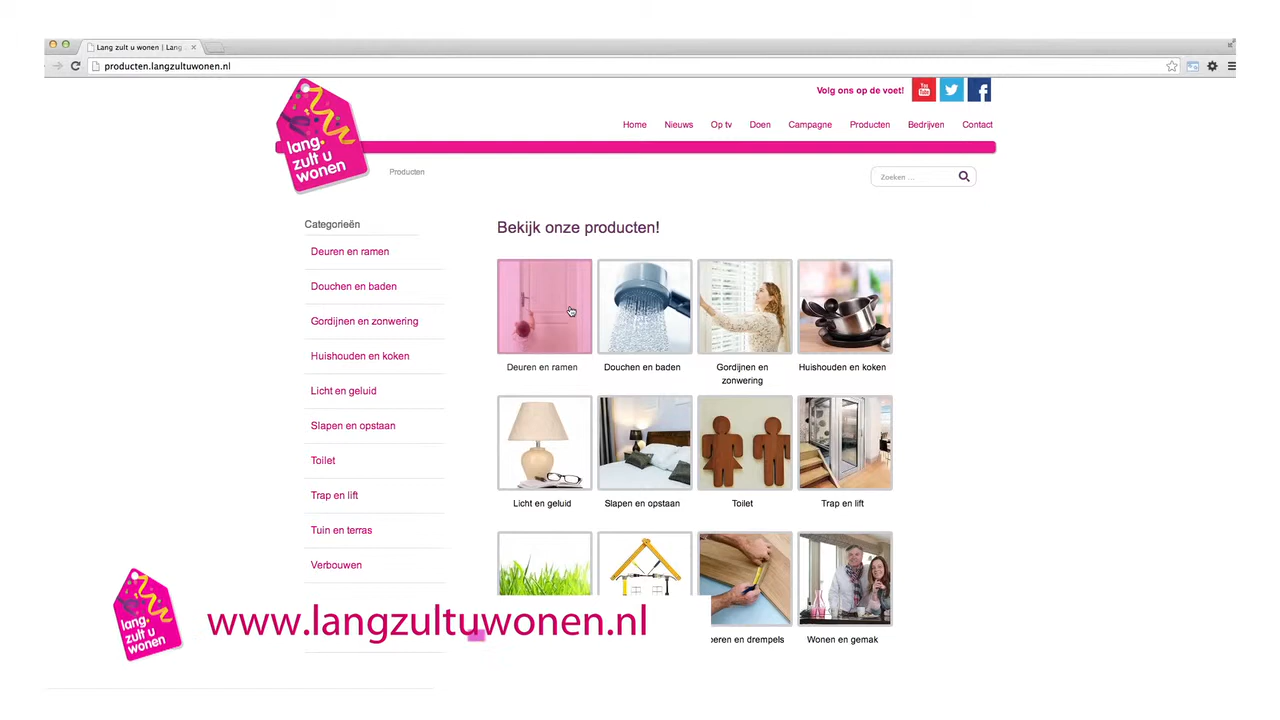 Lang zult u wonen | Lang
producten.langzultuwonen.nl
Volg ons op de voet!
You Tube
Home Nieuws Op tv Doen Campagne Producten Bedrijven Contact
lang
zult u
wonen
Producten
Zoeken ...
Categorieën
Deuren en ramen
Douchen en baden
Gordijnen en zonwering
Huishouden en koken
Licht en geluid
Slapen en opstaan
Toilet
Trap en lift
Tuin en terras
Verbouwen
Bekijk onze producten!
Deuren en ramen
Douchen en baden
Gordijnen en
zonwering
Huishouden en koken
Licht en geluid
Slapen en opstaan
Toilet
Trap en lift
en drempels
Wonen en gemak
lang
zult u
wonen
www.langzultuwonen.nl